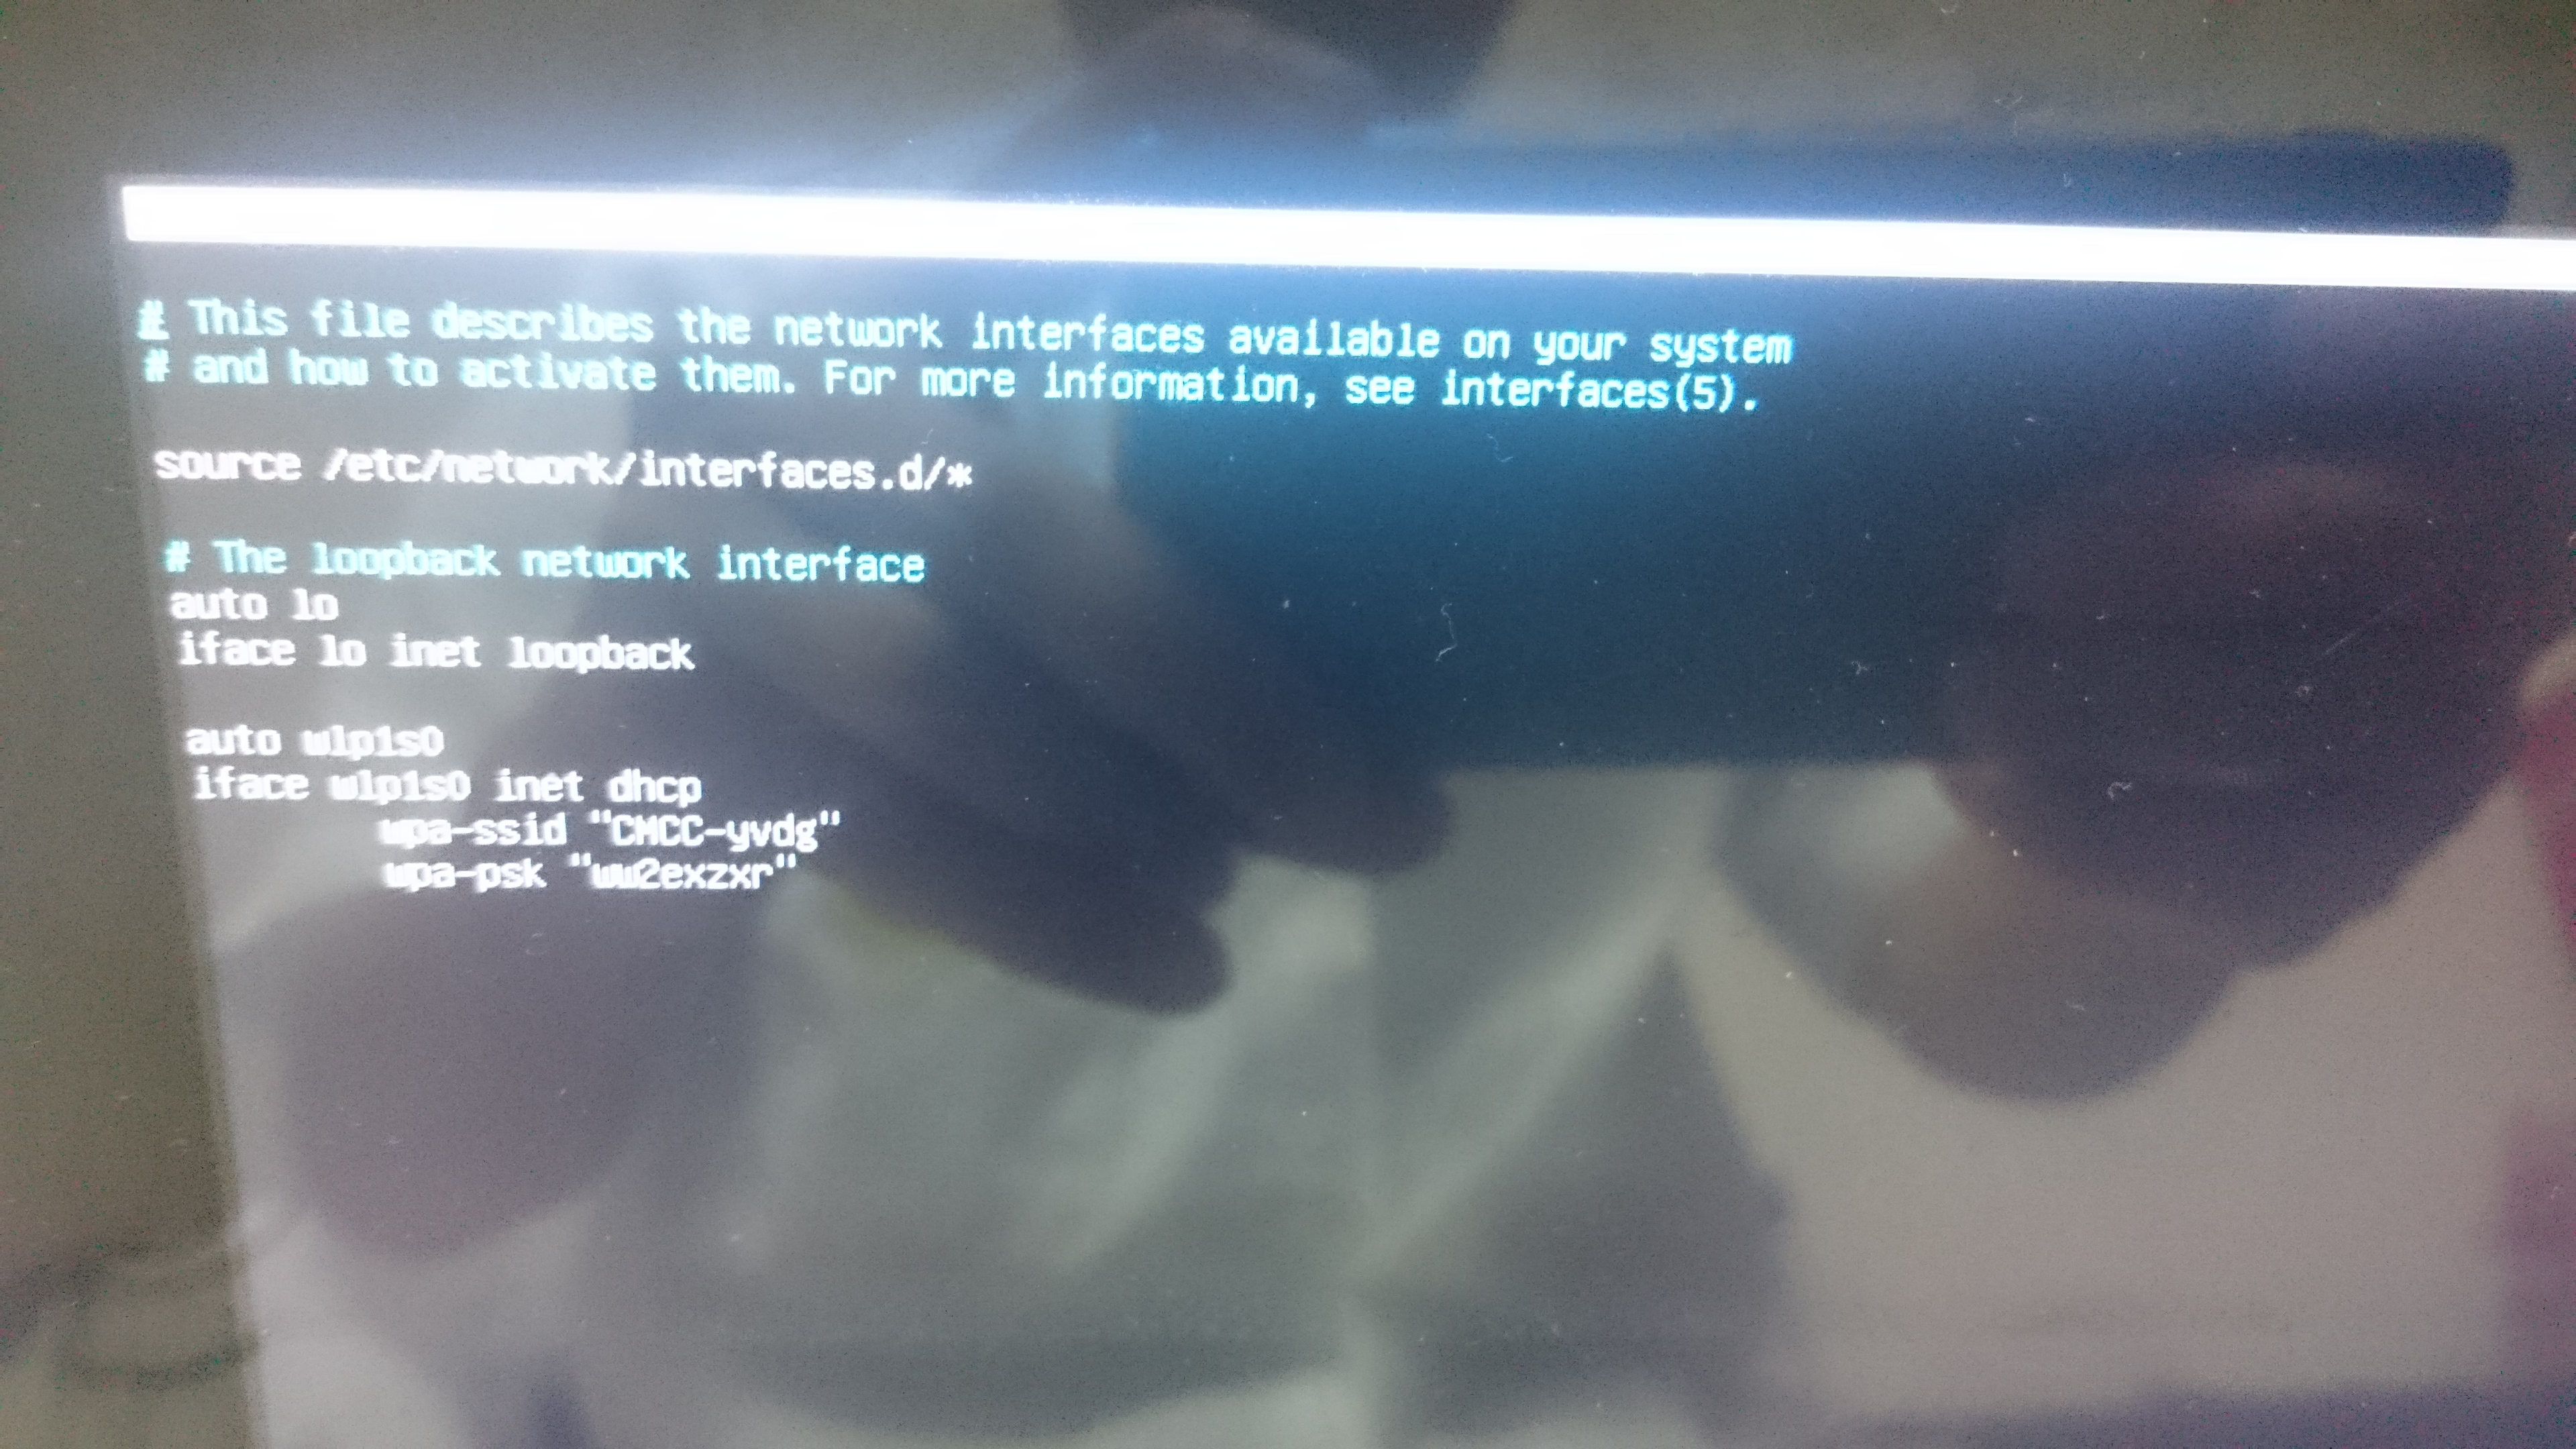 # This file describes the network interfaces available on your system
# and how to activate them. For more information, see interfaces(5).
source /etc/network/interfaces.d/*
# The loopback network interface
auto lo
iface lo inet loopback
auto wlp1s0
iface wlp1s0 inet dhcp
wpa-ssid "CMCC-yvdg"
wpa-psk "ww2exzxr"